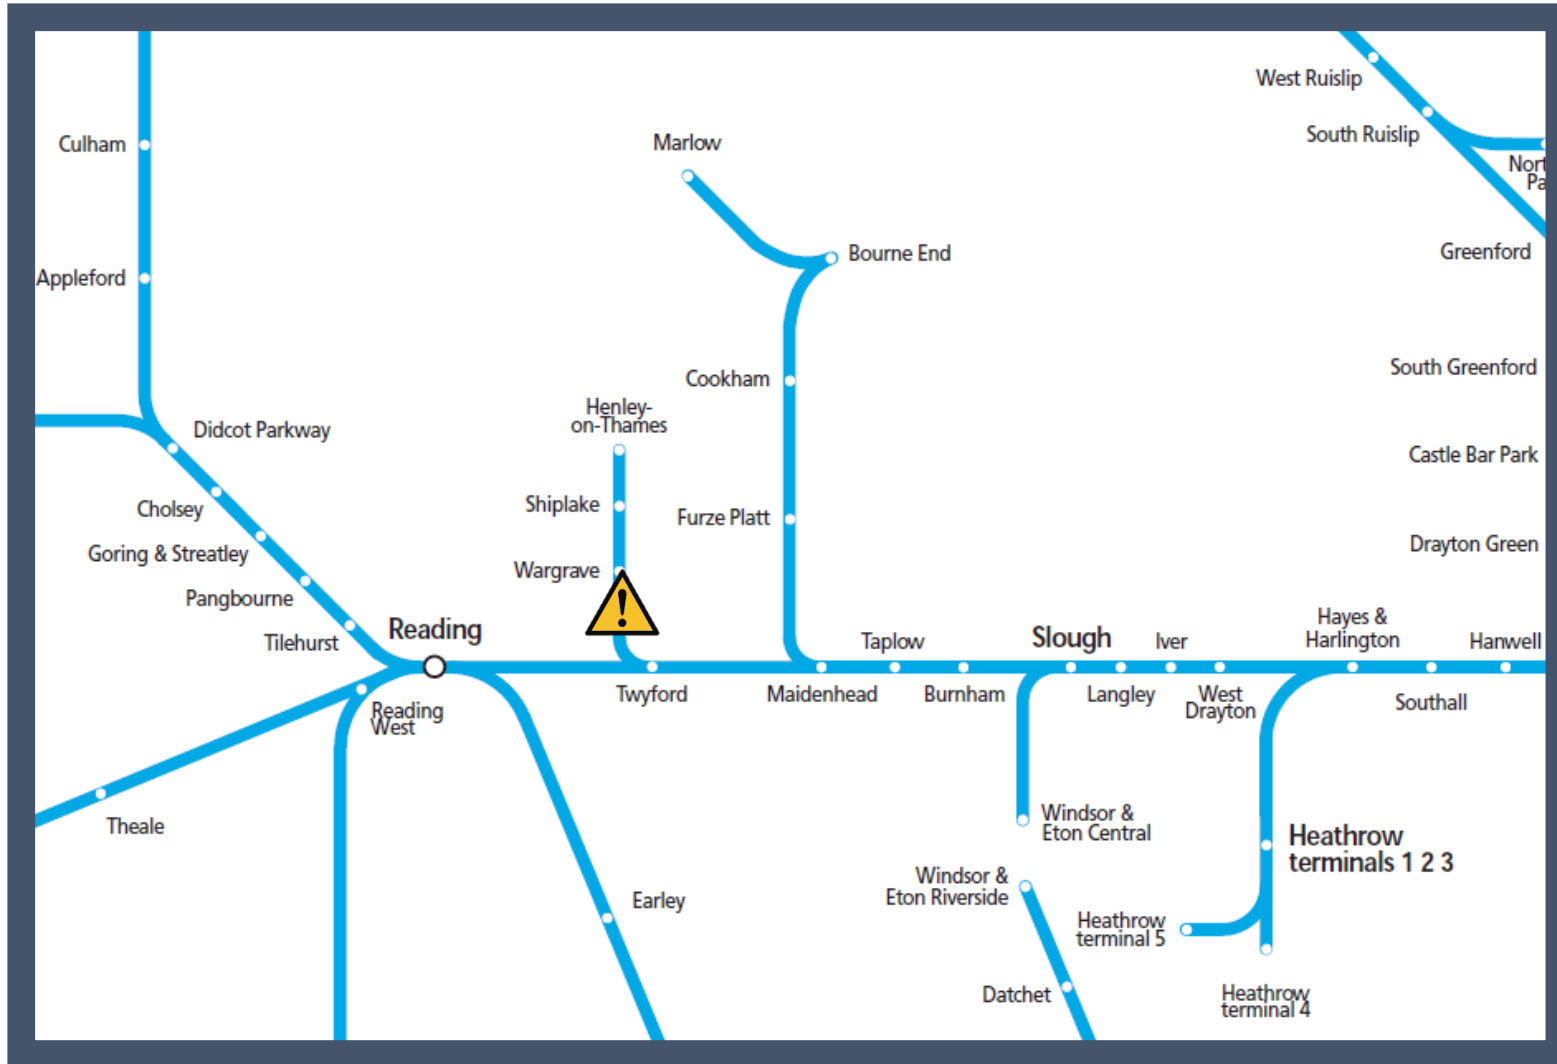 West Ruislip
South Ruislip
Culham
Marlow
Nort
Pa
Bourne End
Greenford
Appleford
South Greenford
Cookham
Henley-
on-Thames
Didcot Parkway
Castle Bar Park
Shiplake
Cholsey
Furze Platt
Goring & Streatley
Drayton Green
Wargrave
!
Pangbourne
Tilehurst
Reading
Taplow
Slough
Iver
Hayes &
Harlington
Hanwell
Twyford
Maidenhead
Burnham
Langley
West
Drayton
Southall
Reading
West
Theale
Windsor &
Eton Central
Heathrow
terminals 1 2 3
Windsor &
Eton Riverside
Earley
Heathrow
terminal 5
Datchet
Heathrow
terminal 4